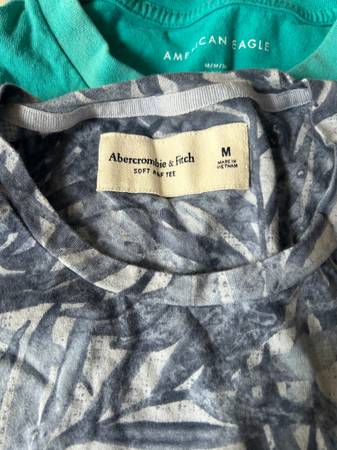 AMERICAN EAGLE
M/M/
Abercrombie & Fitch
SOFT A&F TEE
M
MADE IN
VIETNAM